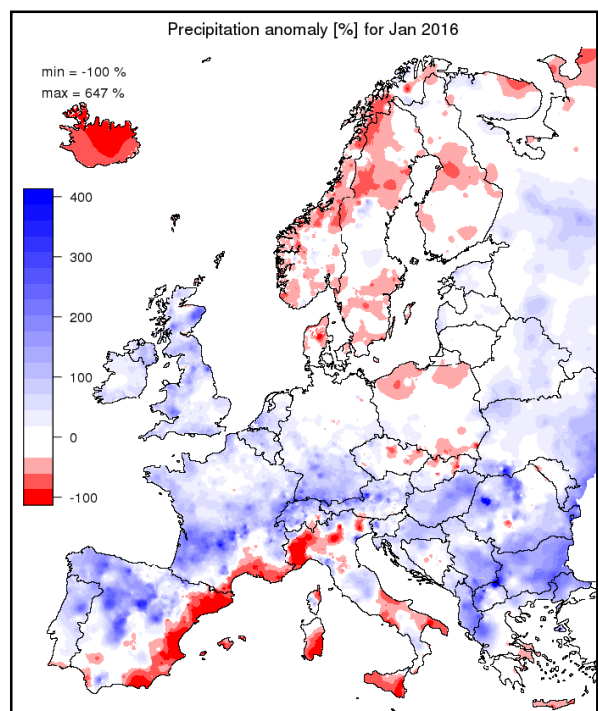 Precipitation anomaly [%] for Jan 2016
min = -100 %
max = 647 %
400
300
200
100
0
-100